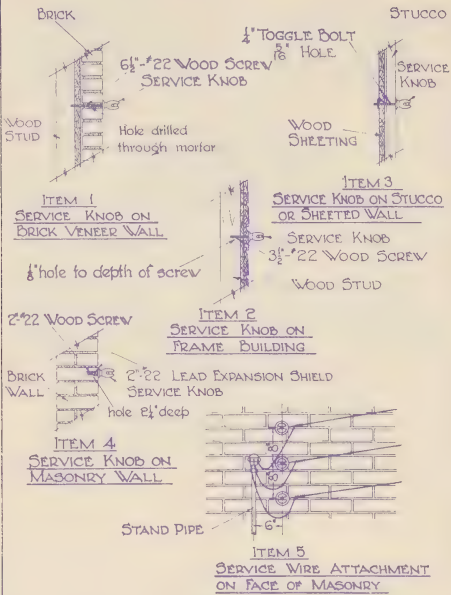 BRICK
6½"-#22 WOOD SCREW
SERVICE KNOB
WOOD
STUD
Hole drilled
through mortar
ITEM 1
SERVICE KNOB ON
BRICK VENEER WALL
STUCCO
¼" TOGGLE BOLT
5/16" HOLE
SERVICE
KNOB
WOOD
SHEETING
ITEM 3
SERVICE KNOB ON STUCCO
OR SHEETED WALL
SERVICE KNOB
3½"-#22 WOOD SCREW
⅛" hole to depth of screw
WOOD STUD
ITEM 2
SERVICE KNOB ON
FRAME BUILDING
2"-#22 WOOD SCREW
BRICK
WALL
2"-22 LEAD EXPANSION SHIELD
SERVICE KNOB
hole 2¼" deep
ITEM 4
SERVICE KNOB ON
MASONRY WALL
8"
8"
STAND PIPE
6"
ITEM 5
SERVICE WIRE ATTACHMENT
ON FACE OF MASONRY